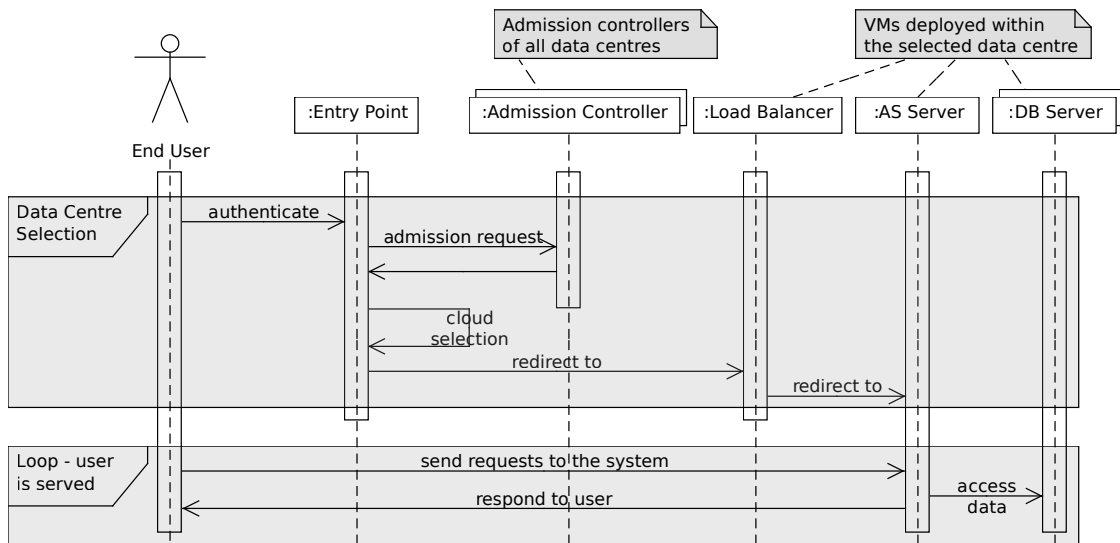 Admission controllers
of all data centres
VMs deployed within
the selected data centre
:Entry Point
:Admission Controller
:Load Balancer
:AS Server
:DB Server
End User
Data Centre
Selection
authenticate
admission request
cloud
selection
redirect to
redirect to
Loop - user
is served
send requests to the system
access
data
respond to user